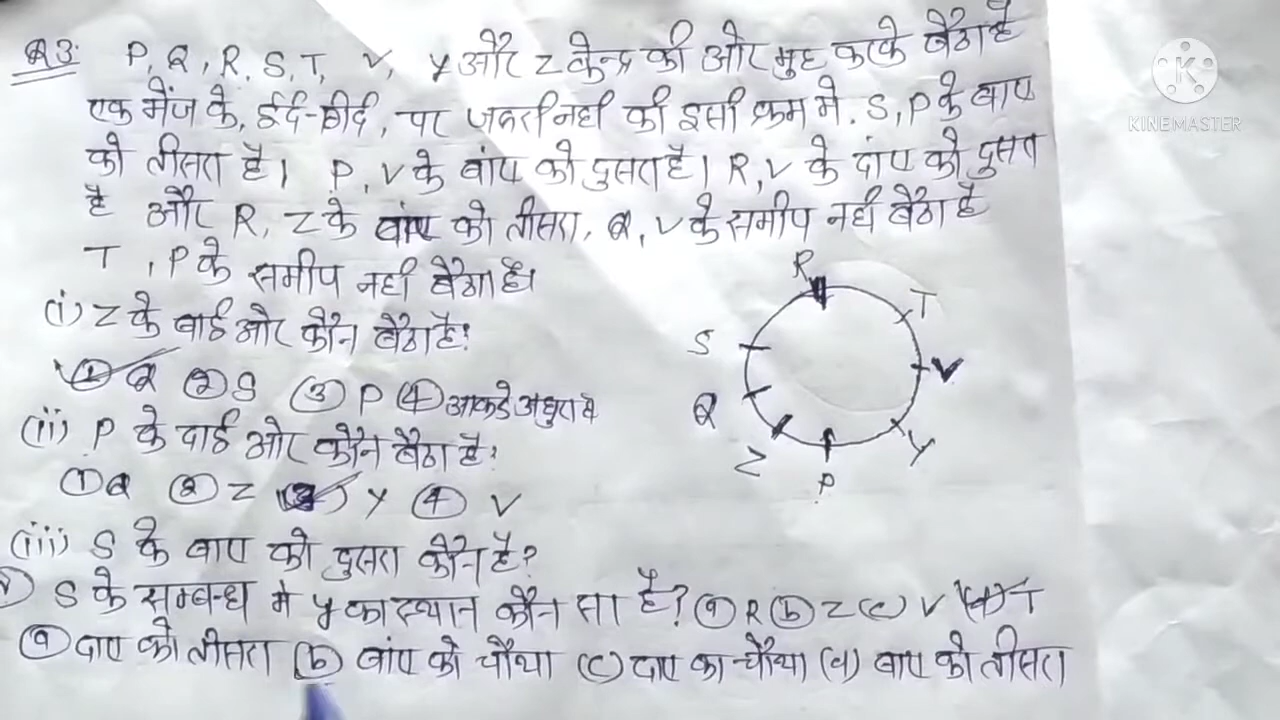 Q3. P, Q, R, S, T, V, Y और Z केन्द्र की ओर मुह करके बैठा है
एक मेंज के, ईर्द-बीर्द, पर जरूरी नहीं की इसी क्रम मे. S, P के बाए
को तीसरा है। P, V के बांए को दुसरा है। R, V के दांए को दुसरा
है और R, Z के बांए को तीसरा, Q, V के समीप नहीं बैठा है
T, P के समीप नहीं बैठा है।
(i) Z के बाई ओर कौन बैठा है?
① Q ② S ③ P ④ आकडे अधुरा है
(ii) P के दाई ओर कौन बैठा है?
① Q ② Z ③ Y ④ V
(iii) S के बाए को दुसरा कौन है?
S के सम्बन्ध मे Y का स्थान कौन सा है? (a) R (b) Z (c) V (d) T
(a) दाए को तीसरा (b) बांए को चौथा (c) दाए का चौथा (d) बाए को तीसरा
R
T
S
V
Q
Y
Z
P
K
KINEMASTER